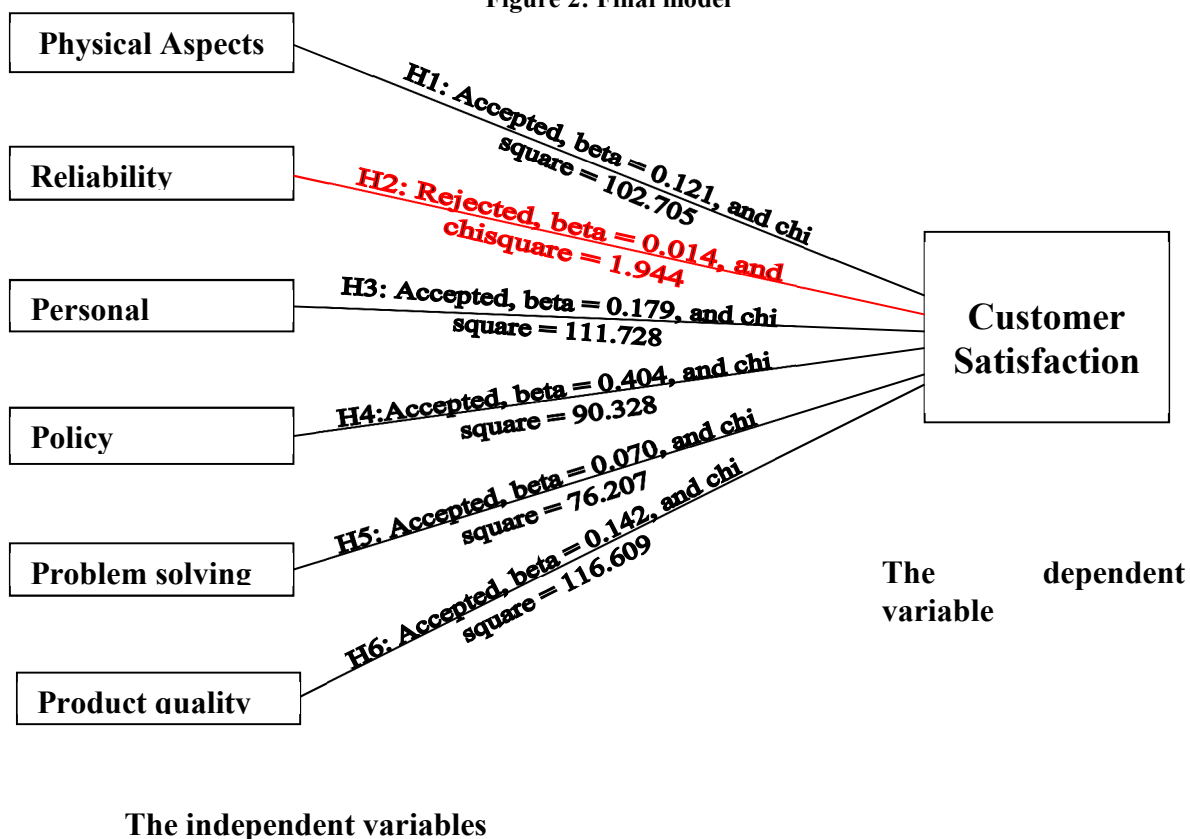 Figure 2: Final model
Physical Aspects
H1: Accepted, beta = 0.121, and chi
square = 102.705
Reliability
H2: Rejected, beta = 0.014, and
chisquare = 1.944
Personal
H3: Accepted, beta = 0.179, and chi
square = 111.728
Customer
Satisfaction
Policy
H4:Accepted, beta = 0.404, and chi
square = 90.328
Problem solving
H5: Accepted, beta = 0.070, and chi
square = 76.207
Product quality
H6: Accepted, beta = 0.142, and chi
square = 116.609
The dependent
variable
The independent variables